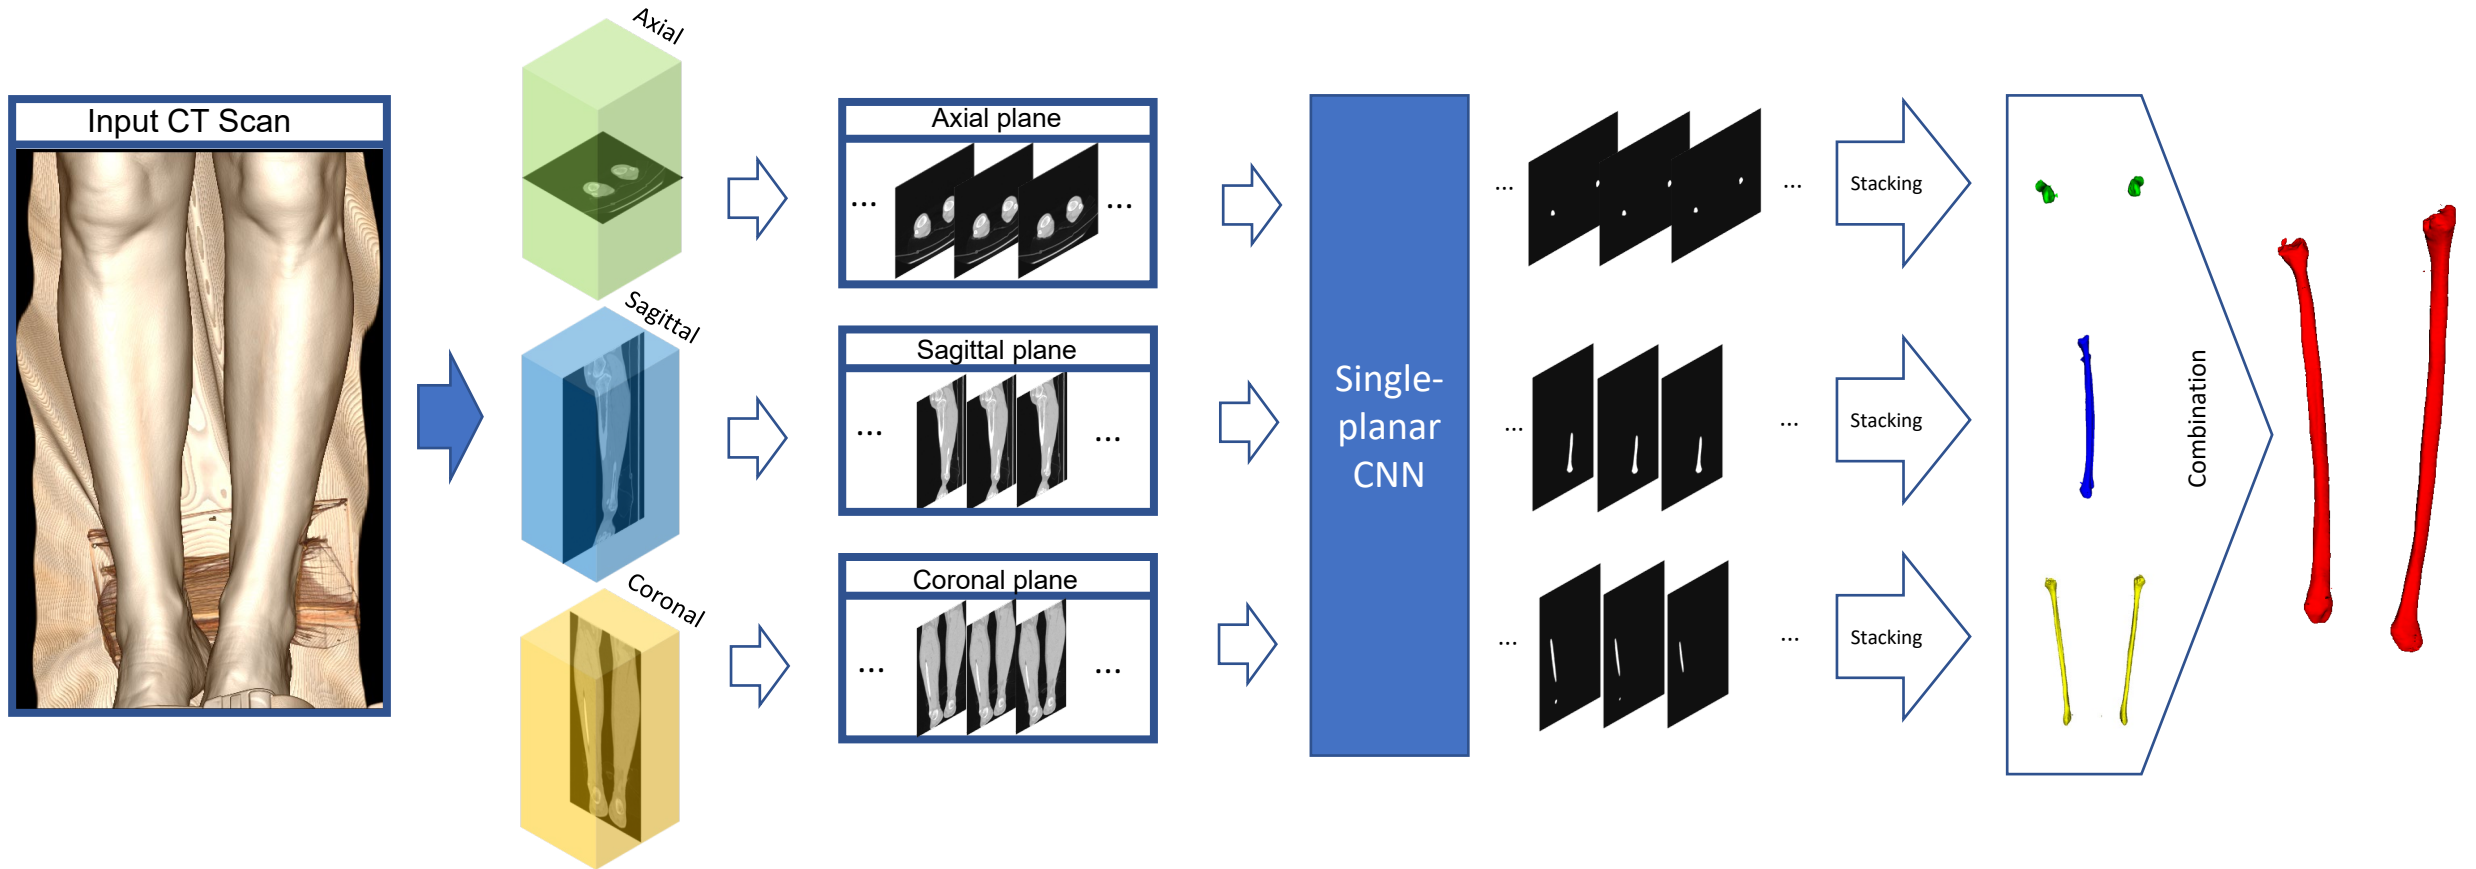 Input CT Scan
Axial
Sagittal
Coronal
Axial plane
... ...
Sagittal plane
... ...
Coronal plane
... ...
Single-
planar
CNN
... ...
Stacking
... ...
Stacking
... ...
Stacking
Combination